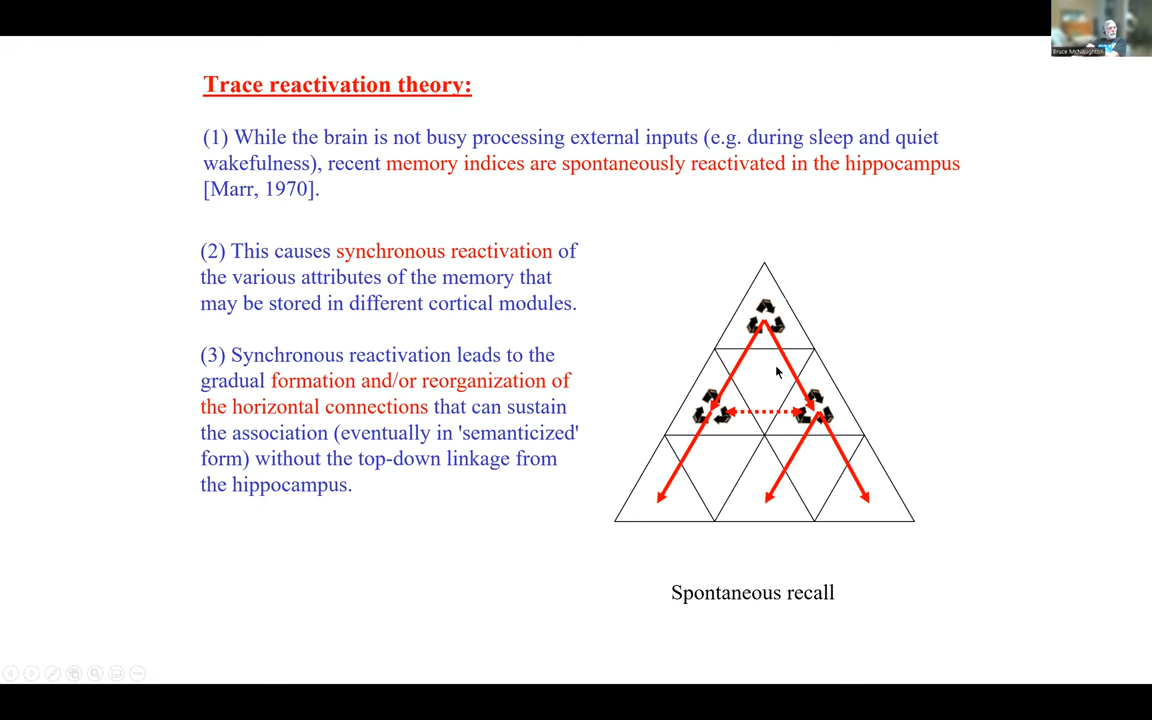 Bruce McNaughton
Trace reactivation theory:
(1) While the brain is not busy processing external inputs (e.g. during sleep and quiet
wakefulness), recent memory indices are spontaneously reactivated in the hippocampus
[Marr, 1970].
(2) This causes synchronous reactivation of
the various attributes of the memory that
may be stored in different cortical modules.
(3) Synchronous reactivation leads to the
gradual formation and/or reorganization of
the horizontal connections that can sustain
the association (eventually in 'semanticized'
form) without the top-down linkage from
the hippocampus.
Spontaneous recall